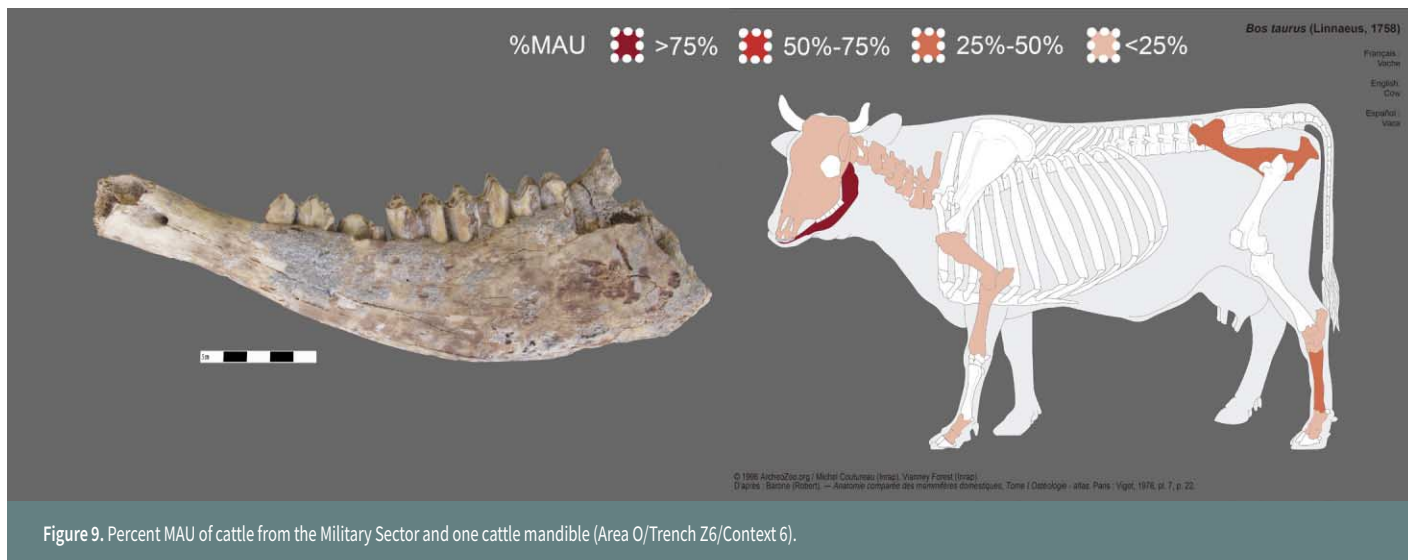 %MAU >75% 50%-75% 25%-50% <25%
Bos taurus (Linnaeus, 1758)
Français :
Vache
English :
Cow
Español :
Vaca
5m
© 1996 ArcheoZoo.org / Michel Coutureau (Inrap), Vianney Forest (Inrap)
D'après : Barone (Robert), — Anatomie comparée des mammifères domestiques, Tome I Ostéologie - atlas. Paris : Vigot, 1976, pl. 7, p. 22.
Figure 9. Percent MAU of cattle from the Military Sector and one cattle mandible (Area O/Trench Z6/Context 6).